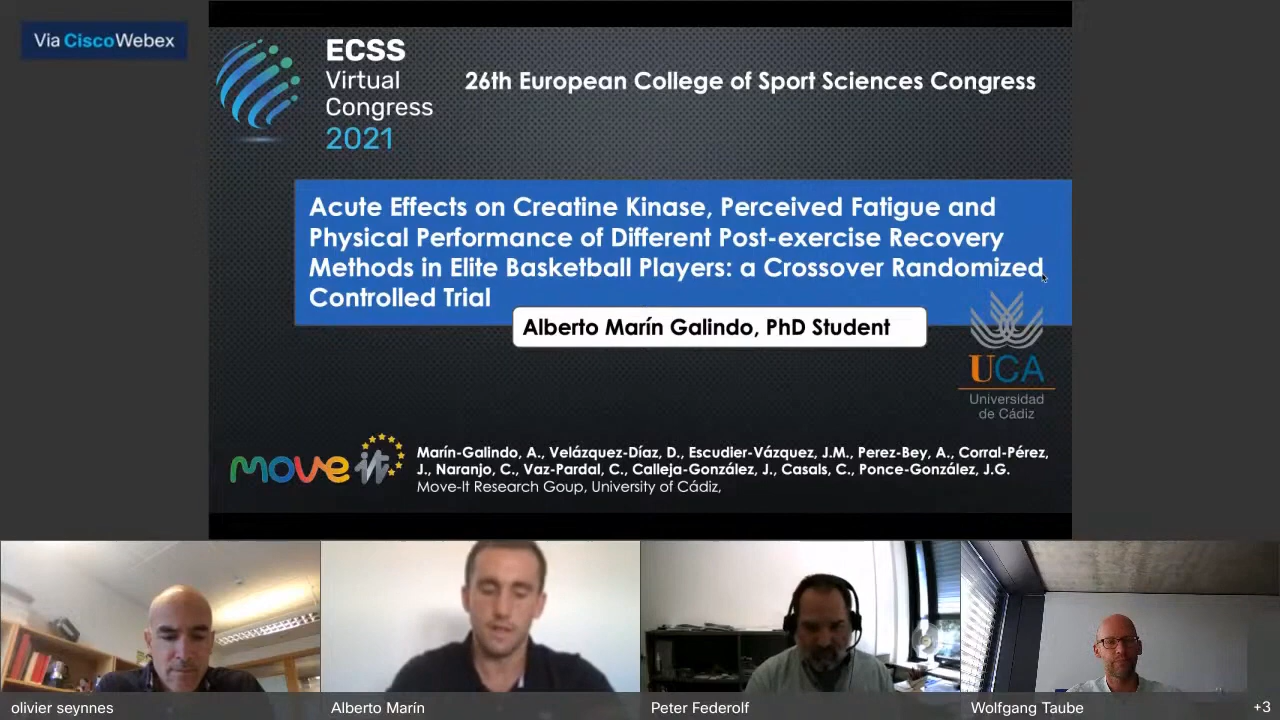 Via Cisco Webex
ECSS
Virtual
Congress
2021
26th European College of Sport Sciences Congress
Acute Effects on Creatine Kinase, Perceived Fatigue and
Physical Performance of Different Post-exercise Recovery
Methods in Elite Basketball Players: a Crossover Randomized
Controlled Trial
Alberto Marín Galindo, PhD Student
UCA
Universidad
de Cádiz
move it
Marín-Galindo, A., Velázquez-Díaz, D., Escudier-Vázquez, J.M., Perez-Bey, A., Corral-Pérez,
J., Naranjo, C., Vaz-Pardal, C., Calleja-González, J., Casals, C., Ponce-González, J.G.
Move-It Research Goup, University of Cádiz,
olivier seynnes
Alberto Marín
Peter Federolf
Wolfgang Taube
+3